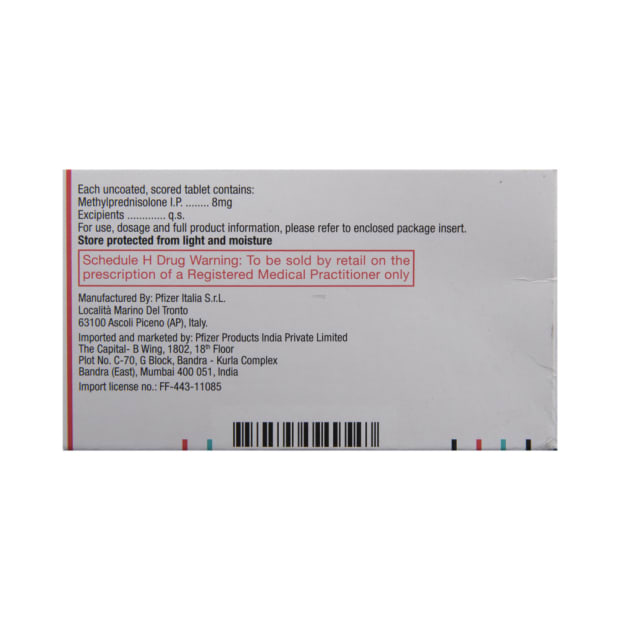 Each uncoated, scored tablet contains:
Methylprednisolone I.P. ........ 8mg
Excipients ............. q.s.
For use, dosage and full product information, please refer to enclosed package insert.
Store protected from light and moisture
Schedule H Drug Warning: To be sold by retail on the
prescription of a Registered Medical Practitioner only
Manufactured By: Pfizer Italia S.r.L.
Località Marino Del Tronto
63100 Ascoli Piceno (AP), Italy.
Imported and marketed by: Pfizer Products India Private Limited
The Capital- B Wing, 1802, 18th Floor
Plot No. C-70, G Block, Bandra - Kurla Complex
Bandra (East), Mumbai 400 051, India
Import license no.: FF-443-11085